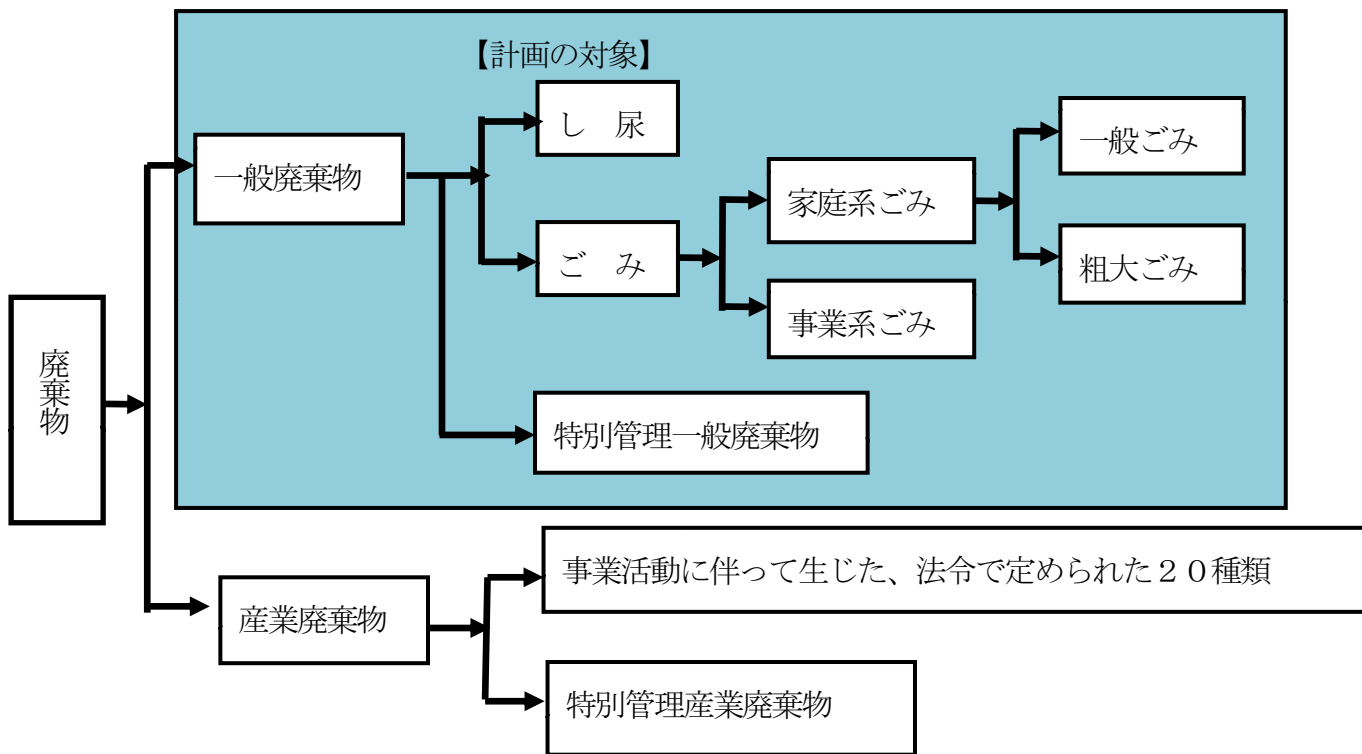 【計画の対象】
し　尿
一般ごみ
一般廃棄物
家庭系ごみ
ご　み
粗大ごみ
事業系ごみ
廃棄物
特別管理一般廃棄物
事業活動に伴って生じた、法令で定められた２０種類
産業廃棄物
特別管理産業廃棄物